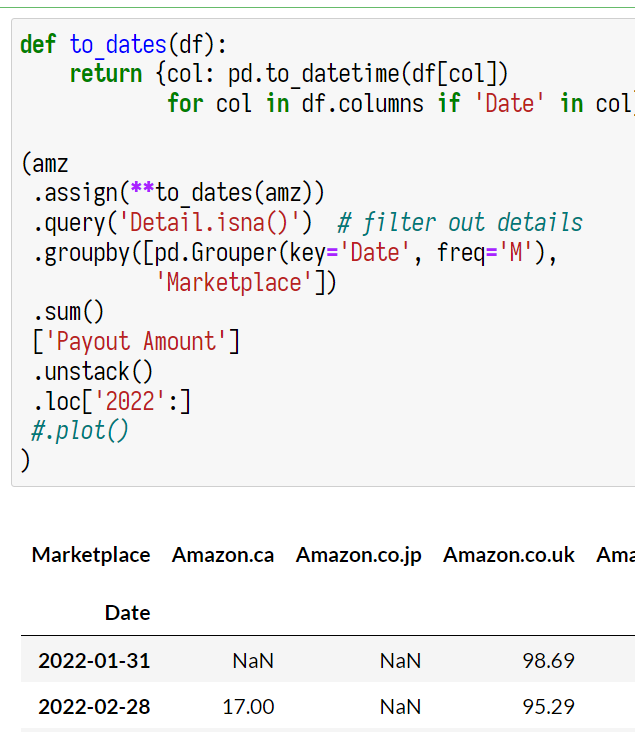 def to_dates(df):
    return {col: pd.to_datetime(df[col])
            for col in df.columns if 'Date' in col
(amz
 .assign(**to_dates(amz))
 .query('Detail.isna()')  # filter out details
 .groupby([pd.Grouper(key='Date', freq='M'),
           'Marketplace'])
 .sum()
 ['Payout Amount']
 .unstack()
 .loc['2022':]
 #.plot()
)
Marketplace Amazon.ca Amazon.co.jp Amazon.co.uk Ama
Date
2022-01-31 NaN NaN 98.69
2022-02-28 17.00 NaN 95.29